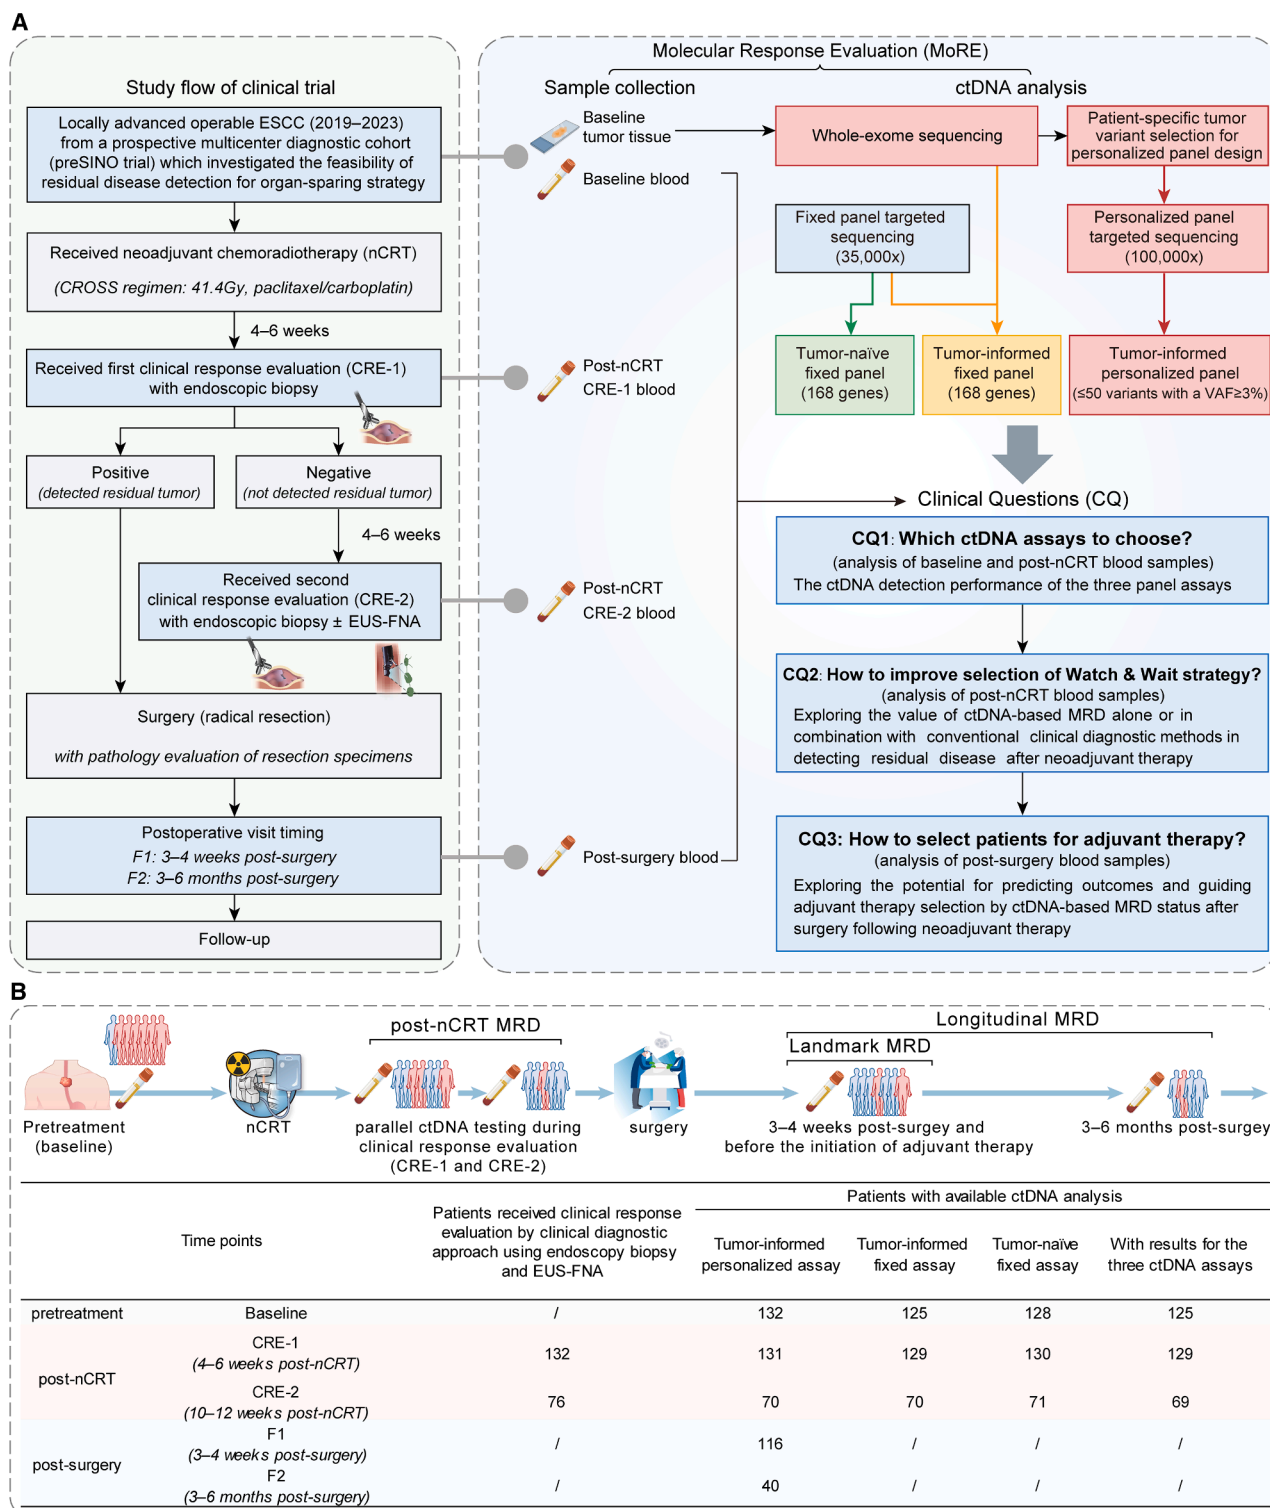 A
Study flow of clinical trial
Locally advanced operable ESCC (2019–2023)
from a prospective multicenter diagnostic cohort
(preSINO trial) which investigated the feasibility of
residual disease detection for organ-sparing strategy
Received neoadjuvant chemoradiotherapy (nCRT)
(CROSS regimen: 41.4Gy, paclitaxel/carboplatin)
4–6 weeks
Received first clinical response evaluation (CRE-1)
with endoscopic biopsy
Positive
(detected residual tumor)
Negative
(not detected residual tumor)
4–6 weeks
Received second
clinical response evaluation (CRE-2)
with endoscopic biopsy ± EUS-FNA
Surgery (radical resection)
with pathology evaluation of resection specimens
Postoperative visit timing
F1: 3–4 weeks post-surgery
F2: 3–6 months post-surgery
Follow-up
Molecular Response Evaluation (MoRE)
Sample collection
ctDNA analysis
Baseline
tumor tissue
Baseline blood
Post-nCRT
CRE-1 blood
Post-nCRT
CRE-2 blood
Post-surgery blood
Whole-exome sequencing
Patient-specific tumor
variant selection for
personalized panel design
Fixed panel targeted
sequencing
(35,000x)
Personalized panel
targeted sequencing
(100,000x)
Tumor-naïve
fixed panel
(168 genes)
Tumor-informed
fixed panel
(168 genes)
Tumor-informed
personalized panel
(≤50 variants with a VAF≥3%)
Clinical Questions (CQ)
CQ1: Which ctDNA assays to choose?
(analysis of baseline and post-nCRT blood samples)
The ctDNA detection performance of the three panel assays
CQ2: How to improve selection of Watch & Wait strategy?
(analysis of post-nCRT blood samples)
Exploring the value of ctDNA-based MRD alone or in
combination with conventional clinical diagnostic methods in
detecting residual disease after neoadjuvant therapy
CQ3: How to select patients for adjuvant therapy?
(analysis of post-surgery blood samples)
Exploring the potential for predicting outcomes and guiding
adjuvant therapy selection by ctDNA-based MRD status after
surgery following neoadjuvant therapy
B
post-nCRT MRD
Longitudinal MRD
Landmark MRD
Pretreatment
(baseline)
nCRT
parallel ctDNA testing during
clinical response evaluation
(CRE-1 and CRE-2)
surgery
3–4 weeks post-surgey and
before the initiation of adjuvant therapy
3–6 months post-surgey
Time points
Patients received clinical response
evaluation by clinical diagnostic
approach using endoscopy biopsy
and EUS-FNA
Patients with available ctDNA analysis
Tumor-informed
personalized assay
Tumor-informed
fixed assay
Tumor-naïve
fixed assay
With results for the
three ctDNA assays
pretreatment Baseline / 132 125 128 125
post-nCRT
CRE-1
(4–6 weeks post-nCRT)
132 131 129 130 129
CRE-2
(10–12 weeks post-nCRT)
76 70 70 71 69
post-surgery
F1
(3–4 weeks post-surgery)
/ 116 / / /
F2
(3–6 months post-surgery)
/ 40 / / /